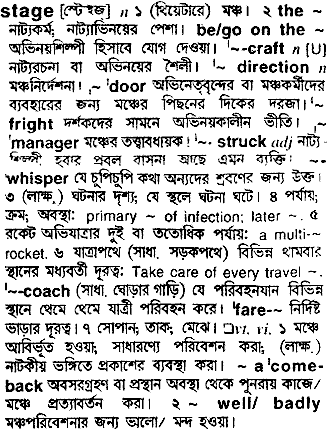 stage [স্টেইজ] n ১ (থিয়েটারে) মঞ্চ। ২ the ~
নাট্যকর্ম, নাট্যাভিনয়ের পেশা। be/go on the ~
অভিনয়শিল্পী হিসাবে যোগ দেওয়া। '~-craft n [U]
নাট্যরচনা বা অভিনয়ের শৈলী। ~ direction n
মঞ্চনির্দেশনা। ,~ 'door অভিনেতৃবৃন্দের বা মঞ্চকর্মীদের
ব্যবহারের জন্য মঞ্চের পিছনের দিকের দরজা। '~
fright দর্শকদের সামনে অভিনয়কালীন ভীতি। ,~
'manager মঞ্চের তত্ত্বাবধায়ক। '~- struck adj নাট্য-
শিল্পী হবার প্রবল বাসনা আছে এমন ব্যক্তি। ~-
'whisper যে চুপিচুপি কথা অন্যদের শ্রবণের জন্য উক্ত।
৩ (লাক্ষ.) ঘটনার দৃশ্য; যে স্থলে ঘটনা ঘটে। ৪ পর্যায়;
ক্রম; অবস্থা: primary ~ of infection; later ~. ৫
রকেট অভিযাত্রার দুই বা ততোধিক পর্যায়: a multi-~
rocket. ৬ যাত্রাপথে (সাধা. সড়কপথে) বিভিন্ন থামবার
স্থানের মধ্যবর্তী দূরত্ব: Take care of every travel ~.
'~-coach (সাধা. ঘোড়ার গাড়ি) যে পরিবহনযান বিভিন্ন
স্থানে থেমে থেমে যাত্রী পরিবহন করে। 'fare-~ নির্দিষ্ট
ভাড়ার দূরত্ব। ৭ সোপান; তাক; মেঝে। □vt, vi. ১ মঞ্চে
আবির্ভূত হওয়া; সাধারণ্যে পরিবেশন করা; (লাক্ষ.)
নাটকীয় ভঙ্গিতে প্রকাশের ব্যবস্থা করা। ~ a 'come-
back অবসরগ্রহণ বা প্রস্থান অবস্থা থেকে পুনরায় কাজে/
মঞ্চে প্রত্যাবর্তন করা। ২ ~ well/ badly
মঞ্চপরিবেশনার জন্য ভালো/ মন্দ হওয়া।